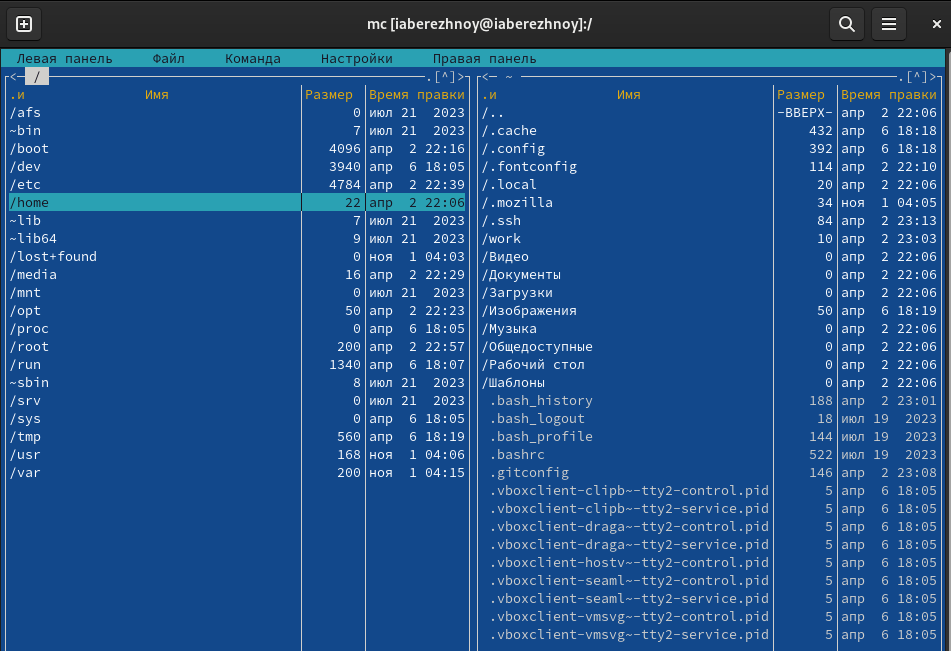 mc [iaberezhnoy@iaberezhnoy]:/
Левая панель Файл Команда Настройки Правая панель
<- / .[^]>
.и Имя Размер Время правки
/afs 0 июл 21 2023
~bin 7 июл 21 2023
/boot 4096 апр 2 22:16
/dev 3940 апр 6 18:05
/etc 4784 апр 2 22:39
/home 22 апр 2 22:06
~lib 7 июл 21 2023
~lib64 9 июл 21 2023
/lost+found 0 ноя 1 04:03
/media 16 апр 2 22:29
/mnt 0 июл 21 2023
/opt 50 апр 2 22:23
/proc 0 апр 6 18:05
/root 200 апр 2 22:57
/run 1340 апр 6 18:07
~sbin 8 июл 21 2023
/srv 0 июл 21 2023
/sys 0 апр 6 18:05
/tmp 560 апр 6 18:19
/usr 168 ноя 1 04:06
/var 200 ноя 1 04:15
<- ~ .[^]>
.и Имя Размер Время правки
/.. -ВВЕРХ- апр 2 22:06
/.cache 432 апр 6 18:18
/.config 392 апр 6 18:18
/.fontconfig 114 апр 2 22:10
/.local 20 апр 2 22:06
/.mozilla 34 ноя 1 04:05
/.ssh 84 апр 2 23:13
/work 10 апр 2 23:03
/Видео 0 апр 2 22:06
/Документы 0 апр 2 22:06
/Загрузки 0 апр 2 22:06
/Изображения 50 апр 6 18:19
/Музыка 0 апр 2 22:06
/Общедоступные 0 апр 2 22:06
/Рабочий стол 0 апр 2 22:06
/Шаблоны 0 апр 2 22:06
.bash_history 188 апр 2 23:01
.bash_logout 18 июл 19 2023
.bash_profile 144 июл 19 2023
.bashrc 522 июл 19 2023
.gitconfig 146 апр 2 23:08
.vboxclient-clipb~-tty2-control.pid 5 апр 6 18:05
.vboxclient-clipb~-tty2-service.pid 5 апр 6 18:05
.vboxclient-draga~-tty2-control.pid 5 апр 6 18:05
.vboxclient-draga~-tty2-service.pid 5 апр 6 18:05
.vboxclient-hostv~-tty2-control.pid 5 апр 6 18:05
.vboxclient-seaml~-tty2-control.pid 5 апр 6 18:05
.vboxclient-seaml~-tty2-service.pid 5 апр 6 18:05
.vboxclient-vmsvg~-tty2-control.pid 5 апр 6 18:05
.vboxclient-vmsvg~-tty2-service.pid 5 апр 6 18:05